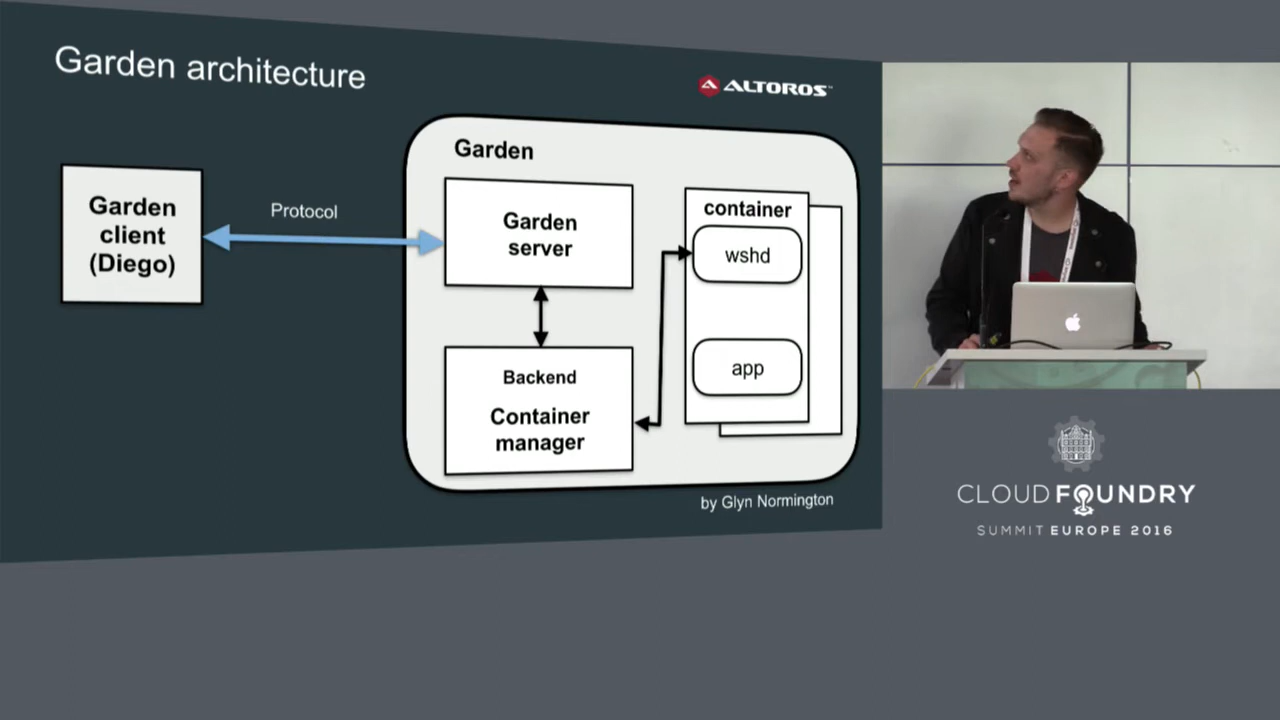 Garden architecture
ALTOROS
Garden client (Diego)
Protocol
Garden
Garden server
Backend
Container manager
container
wshd
app
by Glyn Normington
CLOUD FOUNDRY
SUMMIT EUROPE 2016